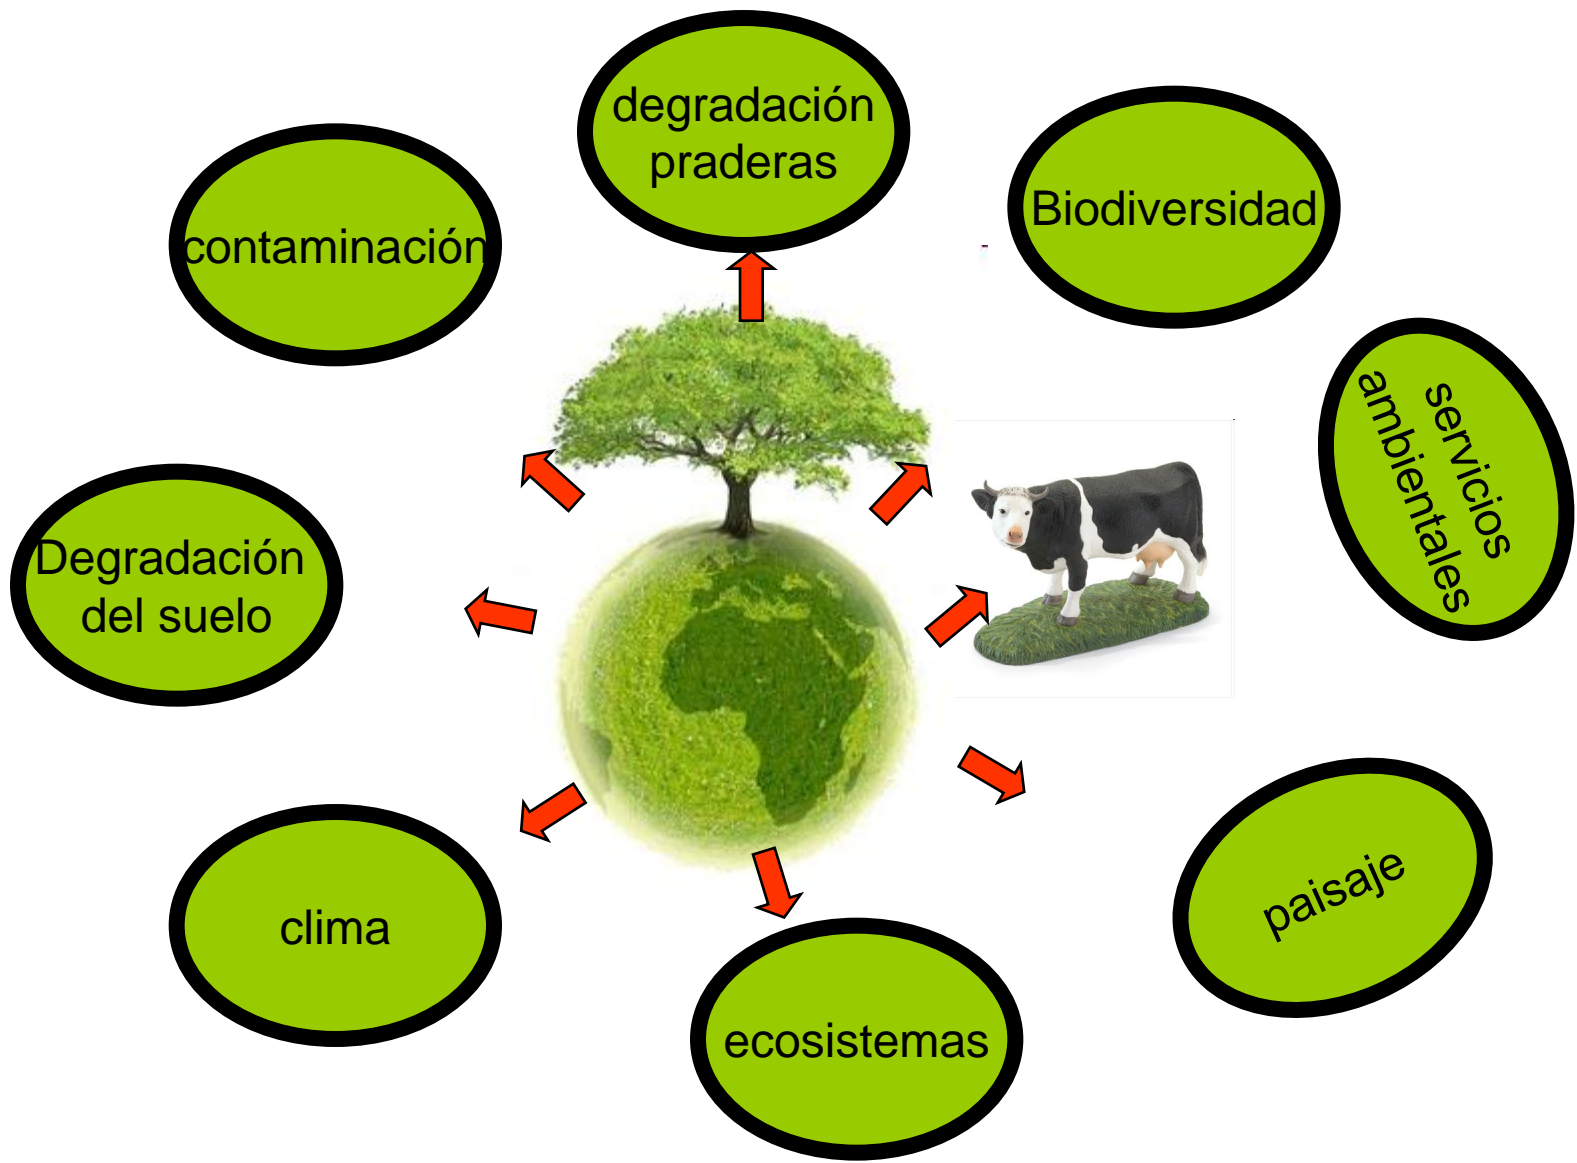 degradación
praderas
Biodiversidad
contaminación
servicios
ambientales
Degradación
del suelo
paisaje
clima
ecosistemas